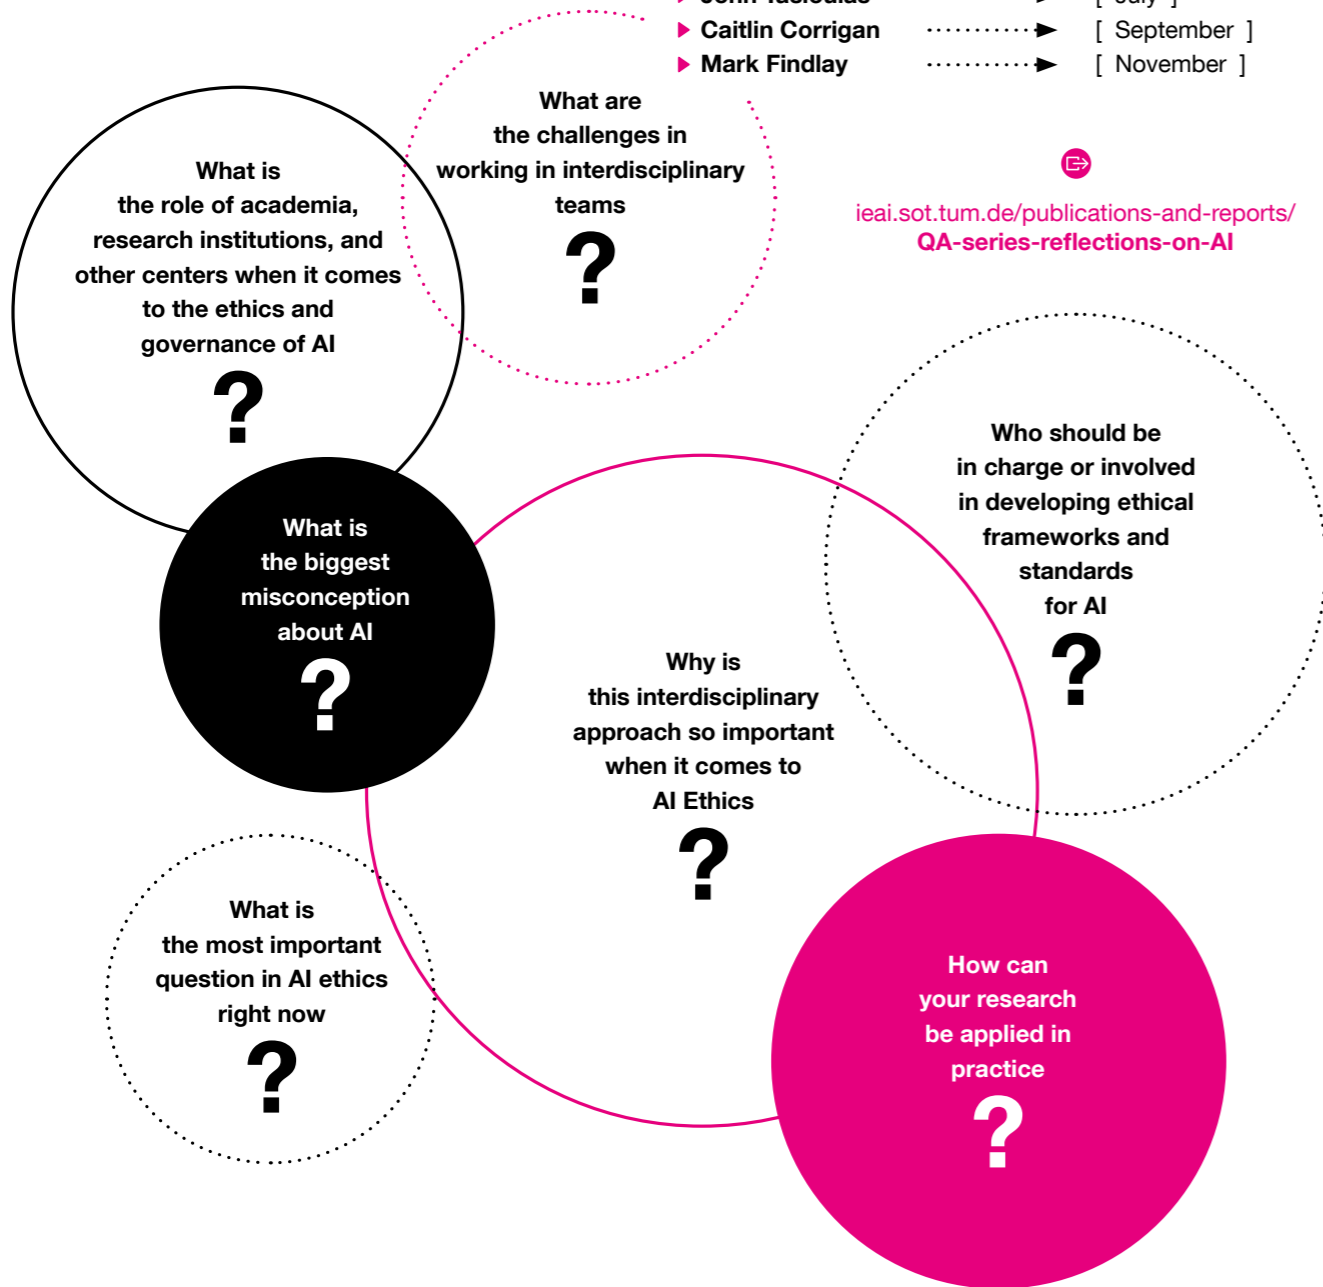 John Tasioulas [ July ]
Caitlin Corrigan [ September ]
Mark Findlay [ November ]
What are
the challenges in
working in interdisciplinary
teams
?
What is
the role of academia,
research institutions, and
other centers when it comes
to the ethics and
governance of AI
?
ieai.sot.tum.de/publications-and-reports/
QA-series-reflections-on-AI
Who should be
in charge or involved
in developing ethical
frameworks and
standards
for AI
?
What is
the biggest
misconception
about AI
?
Why is
this interdisciplinary
approach so important
when it comes to
AI Ethics
?
What is
the most important
question in AI ethics
right now
?
How can
your research
be applied in
practice
?